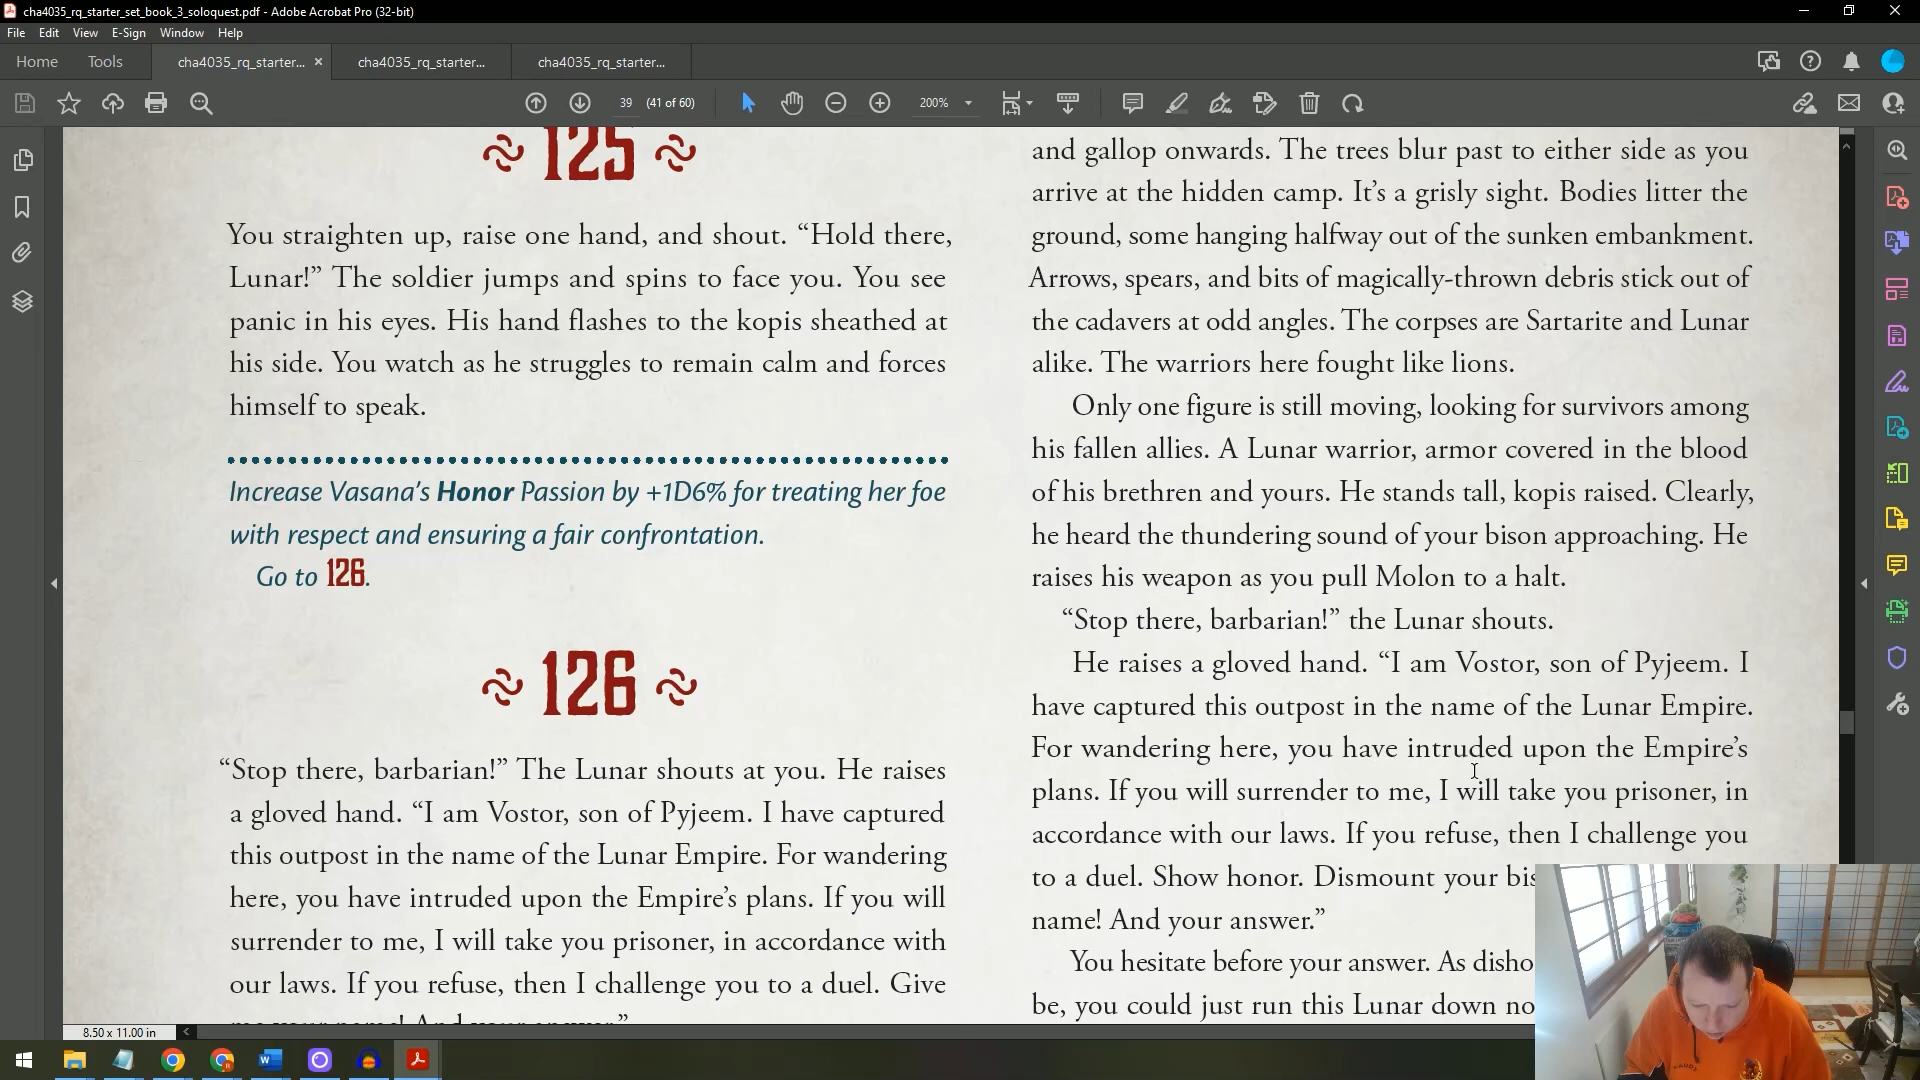 cha4035_rq_starter_set_book_3_soloquest.pdf - Adobe Acrobat Pro (32-bit)
File Edit View E-Sign Window Help
Home Tools cha4035_rq_starter... × cha4035_rq_starter... cha4035_rq_starter...
39 (41 of 60) 200%
125
You straighten up, raise one hand, and shout. “Hold there,
Lunar!” The soldier jumps and spins to face you. You see
panic in his eyes. His hand flashes to the kopis sheathed at
his side. You watch as he struggles to remain calm and forces
himself to speak.
Increase Vasana’s Honor Passion by +1D6% for treating her foe
with respect and ensuring a fair confrontation.
Go to 126.
126
“Stop there, barbarian!” The Lunar shouts at you. He raises
a gloved hand. “I am Vostor, son of Pyjeem. I have captured
this outpost in the name of the Lunar Empire. For wandering
here, you have intruded upon the Empire’s plans. If you will
surrender to me, I will take you prisoner, in accordance with
our laws. If you refuse, then I challenge you to a duel. Give
me your name! And your answer.”
and gallop onwards. The trees blur past to either side as you
arrive at the hidden camp. It’s a grisly sight. Bodies litter the
ground, some hanging halfway out of the sunken embankment.
Arrows, spears, and bits of magically-thrown debris stick out of
the cadavers at odd angles. The corpses are Sartarite and Lunar
alike. The warriors here fought like lions.
Only one figure is still moving, looking for survivors among
his fallen allies. A Lunar warrior, armor covered in the blood
of his brethren and yours. He stands tall, kopis raised. Clearly,
he heard the thundering sound of your bison approaching. He
raises his weapon as you pull Molon to a halt.
“Stop there, barbarian!” the Lunar shouts.
He raises a gloved hand. “I am Vostor, son of Pyjeem. I
have captured this outpost in the name of the Lunar Empire.
For wandering here, you have intruded upon the Empire’s
plans. If you will surrender to me, I will take you prisoner, in
accordance with our laws. If you refuse, then I challenge you
to a duel. Show honor. Dismount your bis
name! And your answer.”
You hesitate before your answer. As disho
be, you could just run this Lunar down no
8.50 x 11.00 in